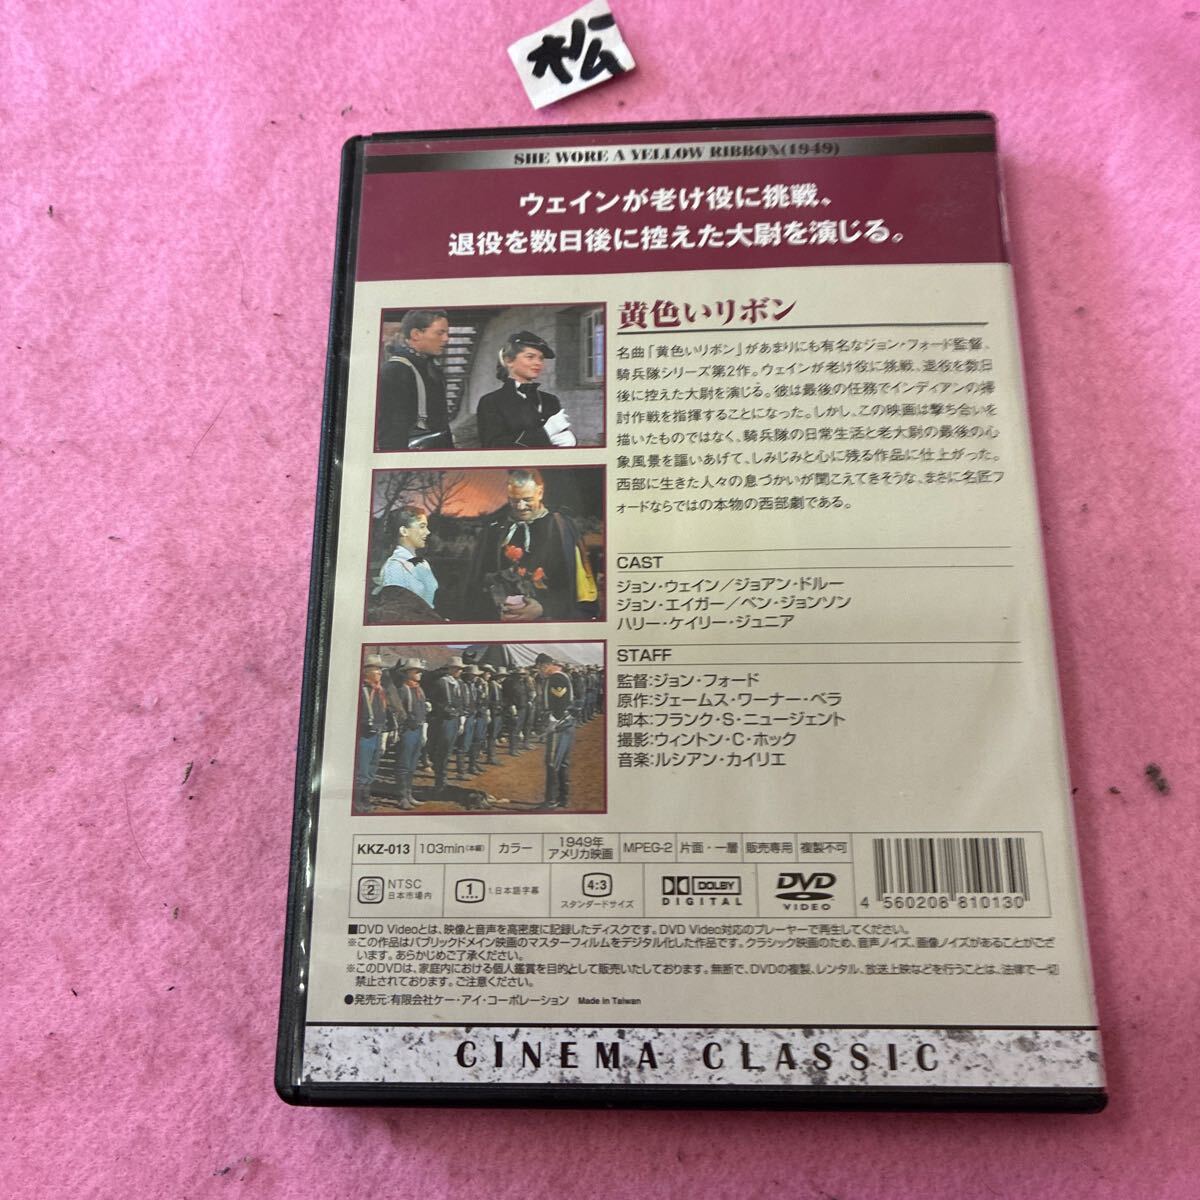 松
SHE WORE A YELLOW RIBBON(1949)
ウェインが老け役に挑戦、
退役を数日後に控えた大尉を演じる。
黄色いリボン
名曲「黄色いリボン」があまりにも有名なジョン・フォード監督、
騎兵隊シリーズ第2作。ウェインが老け役に挑戦、退役を数日
後に控えた大尉を演じる。彼は最後の任務でインディアンの掃
討作戦を指揮することになった。しかし、この映画は撃ち合いを
描いたものではなく、騎兵隊の日常生活と老大尉の最後の心
象風景を謳いあげて、しみじみと心に残る作品に仕上がった。
西部に生きた人々の息づかいが聞こえてきそうな、まさに名匠フ
ォードならではの本物の西部劇である。
CAST
ジョン・ウェイン／ジョアン・ドルー
ジョン・エイガー／ベン・ジョンソン
ハリー・ケイリー・ジュニア
STAFF
監督:ジョン・フォード
原作:ジェームス・ワーナー・ベラ
脚本:フランク・S・ニュージェント
撮影:ウィントン・C・ホック
音楽:ルシアン・カイリエ
KKZ-013 103min(本編) カラー 1949年 アメリカ映画 MPEG-2 片面・一層 販売専用 複製不可
2 NTSC 日本市場内 1 1.日本語字幕 4:3 スタンダードサイズ DOLBY DIGITAL DVD VIDEO
4 560208 810130
■DVD Videoとは、映像と音声を高密度に記録したディスクです。DVD Video対応のプレーヤーで再生してください。
※この作品はパブリックドメイン映画のマスターフィルムをデジタル化した作品です。クラシック映画のため、音声ノイズ、画像ノイズがあることがござ
います。あらかじめご了承ください。
※このDVDは、家庭内における個人鑑賞を目的として販売いたしております。無断で、DVDの複製、レンタル、放送上映などを行うことは、法律で一切
禁止されております。ご注意ください。
●発売元:有限会社ケー・アイ・コーポレーション Made in Taiwan
CINEMA CLASSIC